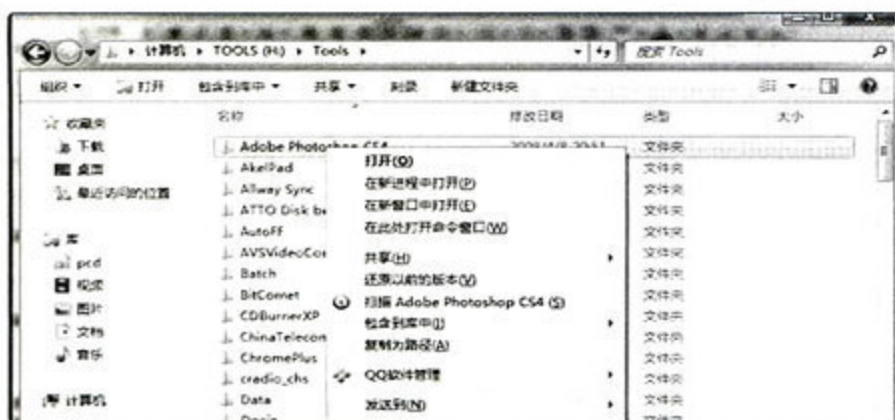 计算机 ▸ TOOLS (H:) ▸ Tools ▸
搜索 Tools
组织 打开 包含到库中 共享 刻录 新建文件夹
名称 修改日期 类型 大小
收藏夹
下载
桌面
最近访问的位置
库
pcd
视频
图片
文档
音乐
计算机
Adobe Photoshop CS4 文件夹
AkelPad 文件夹
Allway Sync 文件夹
ATTO Disk be 文件夹
AutoFF 文件夹
AVSVideoCo 文件夹
Batch 文件夹
BitComet 文件夹
CDBurnerXP 文件夹
ChinaTelecon 文件夹
ChromePlus 文件夹
cradio_chs 文件夹
Data 文件夹
打开(O)
在新进程中打开(P)
在新窗口中打开(E)
在此处打开命令窗口(W)
共享(H)
还原以前的版本(V)
扫描 Adobe Photoshop CS4 (S)
包含到库中(I)
复制为路径(A)
QQ软件管理
发送到(N)